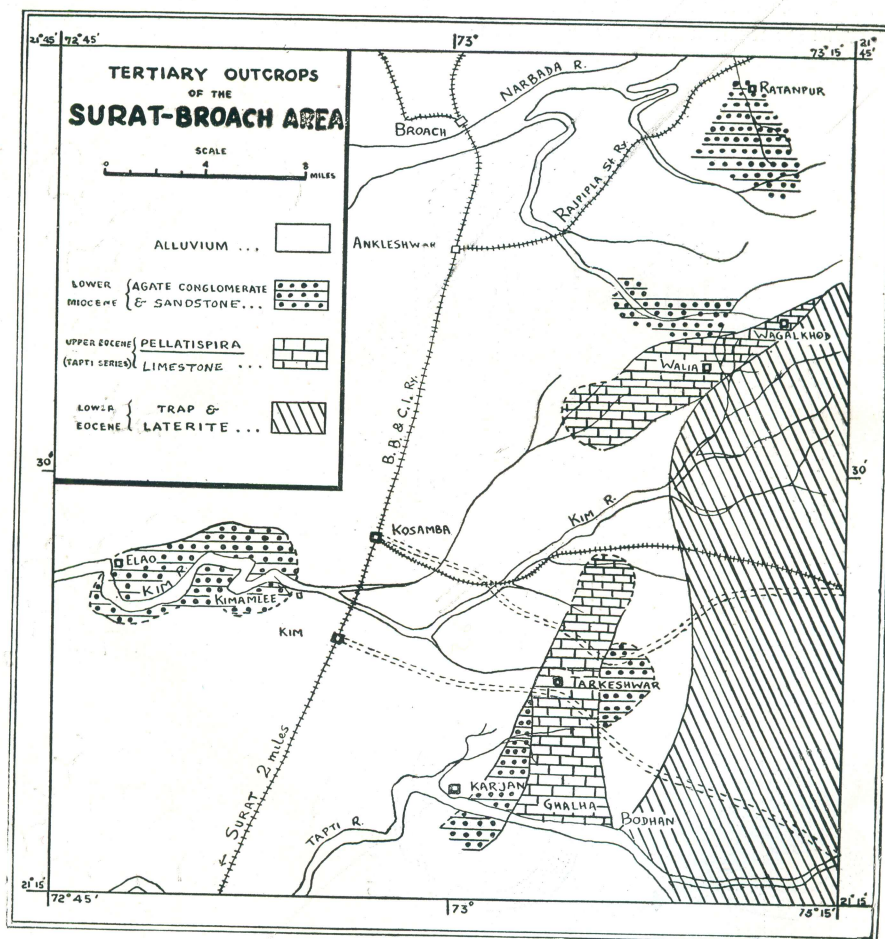 21°45' 72°45'
73°
73°15' 21°45'
TERTIARY OUTCROPS
OF THE
SURAT-BROACH AREA
SCALE
0 4 8
MILES
ALLUVIUM ...
LOWER MIOCENE { AGATE CONGLOMERATE
& SANDSTONE...
UPPER EOCENE (TAPTI SERIES) { PELLATISPIRA
LIMESTONE ...
EOCENE { TRAP &
LATERITE ...
NARBADA R.
RATANPUR
BROACH
RAJPIPLA St. Ry.
ANKLESHWAR
WAGALKHOD
WALIA
B.B. & C.I. Ry.
30'
30'
KIM R.
KOSAMBA
ELAO
KIM R.
KIMAMLEE
KIM
TARKESHWAR
SURAT 2 miles
KARJAN
GHALHA
BODHAN
TAPTI R.
21°15'
72°45'
73°
73°15'
21°15'